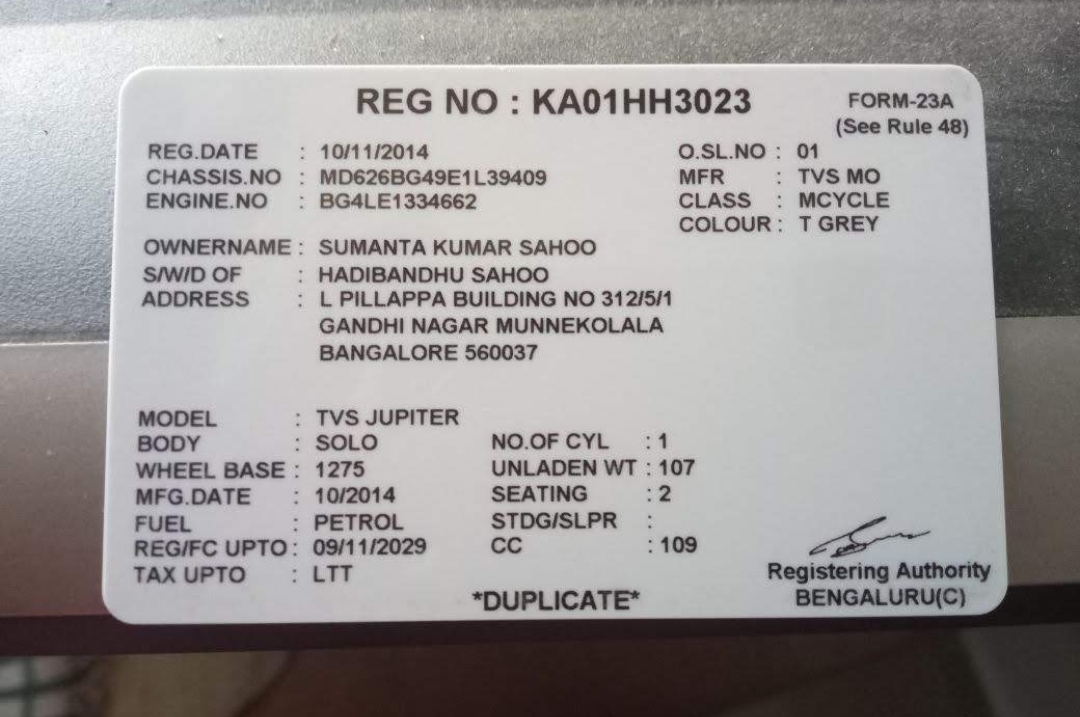 REG NO : KA01HH3023
FORM-23A
(See Rule 48)
REG.DATE : 10/11/2014 O.SL.NO : 01
CHASSIS.NO : MD626BG49E1L39409 MFR : TVS MO
ENGINE.NO : BG4LE1334662 CLASS : MCYCLE
COLOUR : T GREY
OWNERNAME : SUMANTA KUMAR SAHOO
S/W/D OF : HADIBANDHU SAHOO
ADDRESS : L PILLAPPA BUILDING NO 312/5/1
GANDHI NAGAR MUNNEKOLALA
BANGALORE 560037
MODEL : TVS JUPITER
BODY : SOLO NO.OF CYL : 1
WHEEL BASE : 1275 UNLADEN WT : 107
MFG.DATE : 10/2014 SEATING : 2
FUEL : PETROL STDG/SLPR :
REG/FC UPTO : 09/11/2029 CC : 109
TAX UPTO : LTT
Registering Authority
BENGALURU(C)
*DUPLICATE*